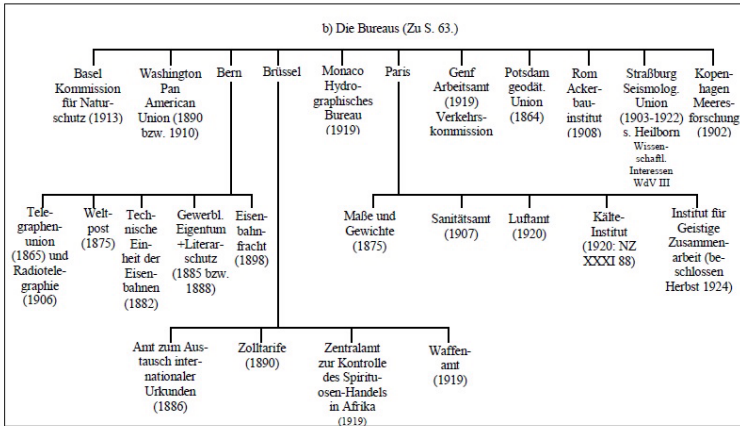 b) Die Bureaus (Zu S. 63.)
Basel
Kommission
für Natur-
schutz (1913)
Washington
Pan
American
Union (1890
bzw. 1910)
Bern
Brüssel
Monaco
Hydro-
graphisches
Bureau
(1919)
Paris
Genf
Arbeitsamt
(1919)
Verkehrs-
kommission
Potsdam
geodät.
Union
(1864)
Rom
Acker-
bau-
institut
(1908)
Straßburg
Seismolog.
Union
(1903-1922)
s. Heilborn
Wissen-
schaftl.
Interessen
WdV III
Kopen-
hagen
Meeres-
forschung
(1902)
Tele-
graphen-
union
(1865) und
Radiotele-
graphie
(1906)
Welt-
post
(1875)
Tech-
nische
Ein-
heit der
Eisen-
bahnen
(1882)
Gewerbl.
Eigentum
+Literar-
schutz
(1885 bzw.
1888)
Eisen-
bahn-
fracht
(1898)
Maße und
Gewichte
(1875)
Sanitätsamt
(1907)
Luftamt
(1920)
Kälte-
Institut
(1920: NZ
XXXI 88)
Institut für
Geistige
Zusammen-
arbeit (be-
schlossen
Herbst 1924)
Amt zum Aus-
tausch inter-
nationaler
Urkunden
(1886)
Zolltarife
(1890)
Zentralamt
zur Kontrolle
des Spiritu-
osen-Handels
in Afrika
(1919)
Waffen-
amt
(1919)